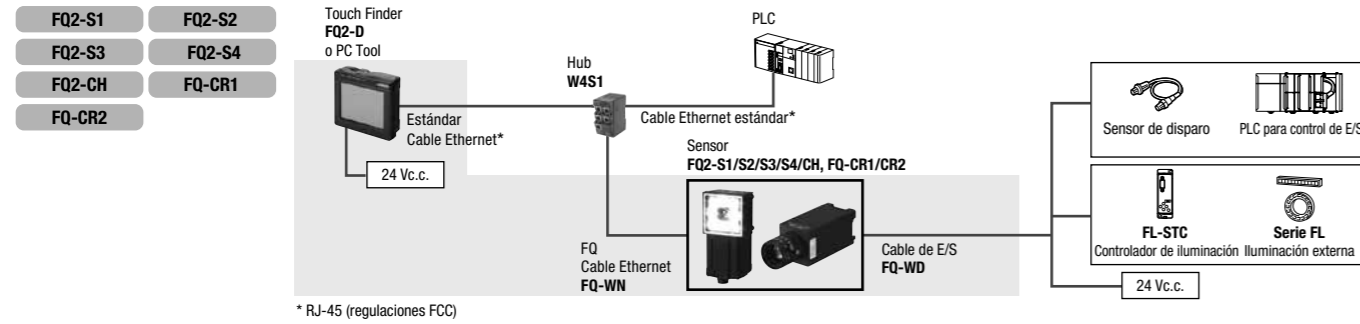 FQ2-S1
FQ2-S2
FQ2-S3
FQ2-S4
FQ2-CH
FQ-CR1
FQ-CR2
Touch Finder
FQ2-D
o PC Tool
Estándar
Cable Ethernet*
24 Vc.c.
Hub
W4S1
PLC
Cable Ethernet estándar*
Sensor
FQ2-S1/S2/S3/S4/CH, FQ-CR1/CR2
FQ
Cable Ethernet
FQ-WN
Cable de E/S
FQ-WD
Sensor de disparo
PLC para control de E/S
FL-STC
Controlador de iluminación
Serie FL
Iluminación externa
24 Vc.c.
* RJ-45 (regulaciones FCC)